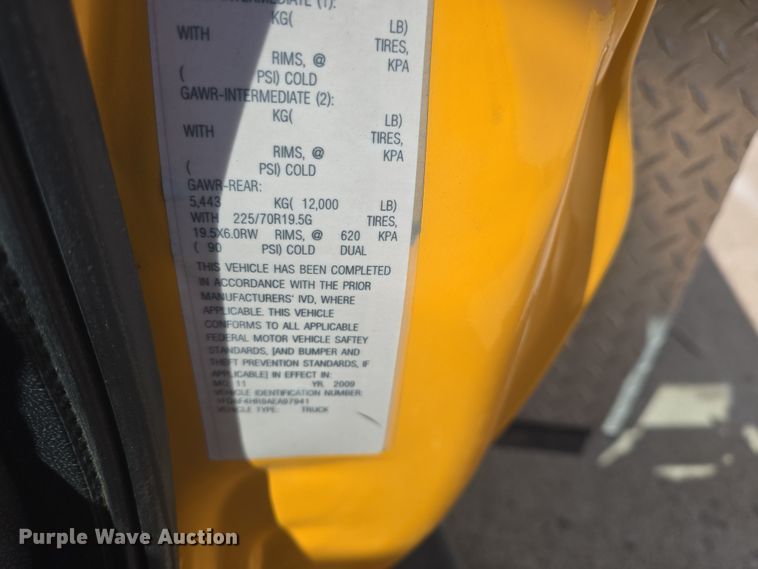 KG( LB)
WITH TIRES,
RIMS, @ KPA
( PSI) COLD
GAWR-INTERMEDIATE (2):
KG( LB)
WITH TIRES,
RIMS, @ KPA
( PSI) COLD
GAWR-REAR:
5,443 KG( 12,000 LB)
WITH 225/70R19.5G TIRES,
19.5X6.0RW RIMS, @ 620 KPA
( 90 PSI) COLD DUAL
THIS VEHICLE HAS BEEN COMPLETED
IN ACCORDANCE WITH THE PRIOR
MANUFACTURERS' IVD, WHERE
APPLICABLE. THIS VEHICLE
CONFORMS TO ALL APPLICABLE
FEDERAL MOTOR VEHICLE SAFTEY
STANDARDS, [AND BUMPER AND
THEFT PREVENTION STANDARDS, IF
APPLICABLE] IN EFFECT IN:
MO. 11 YR. 2009
VEHICLE IDENTIFICATION NUMBER:
VEHICLE TYPE: TRUCK
Purple Wave Auction®